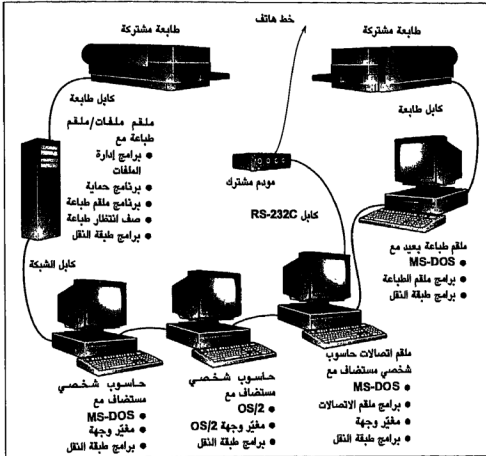 طابعة مشتركة
خط هاتف
طابعة مشتركة
كابل طابعة
كابل طابعة
ملقم ملفات/ملقم
طباعة مع
● برامج إدارة
الملفات
● برنامج حماية
● برنامج ملقم طباعة
● صف انتظار طباعة
● برامج طبقة النقل
مودم مشترك
كابل RS-232C
كابل الشبكة
ملقم طباعة بعيد مع
● MS-DOS
● برامج ملقم الطباعة
● برامج طبقة النقل
حاسوب شخصي
مستضاف مع
● MS-DOS
● مغيّر وجهة
● برامج طبقة النقل
حاسوب شخصي
مستضاف مع
● OS/2
● مغيّر وجهة OS/2
● برامج طبقة النقل
ملقم اتصالات حاسوب
شخصي مستضاف مع
● MS-DOS
● برامج ملقم الاتصالات
● مغيّر وجهة
● برامج طبقة النقل